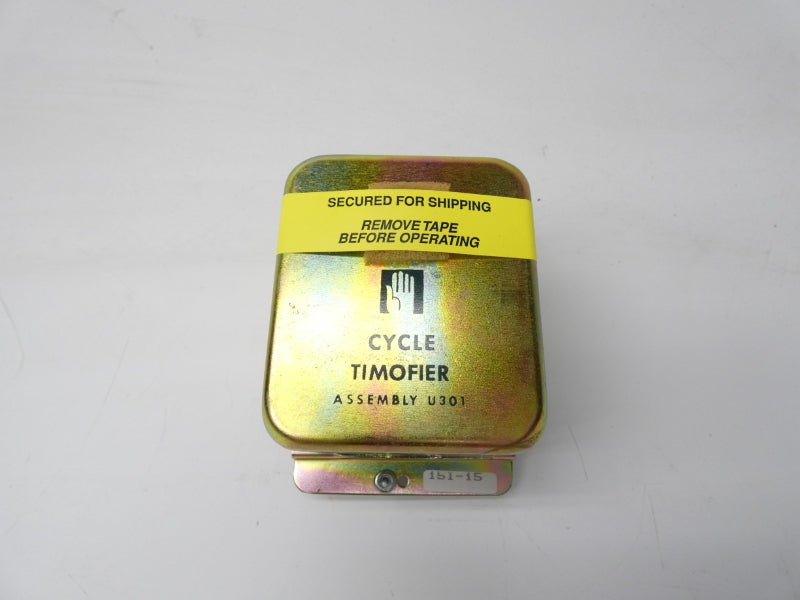 SECURED FOR SHIPPING
REMOVE TAPE
BEFORE OPERATING
CYCLE
TIMOFIER
ASSEMBLY U301
151-15